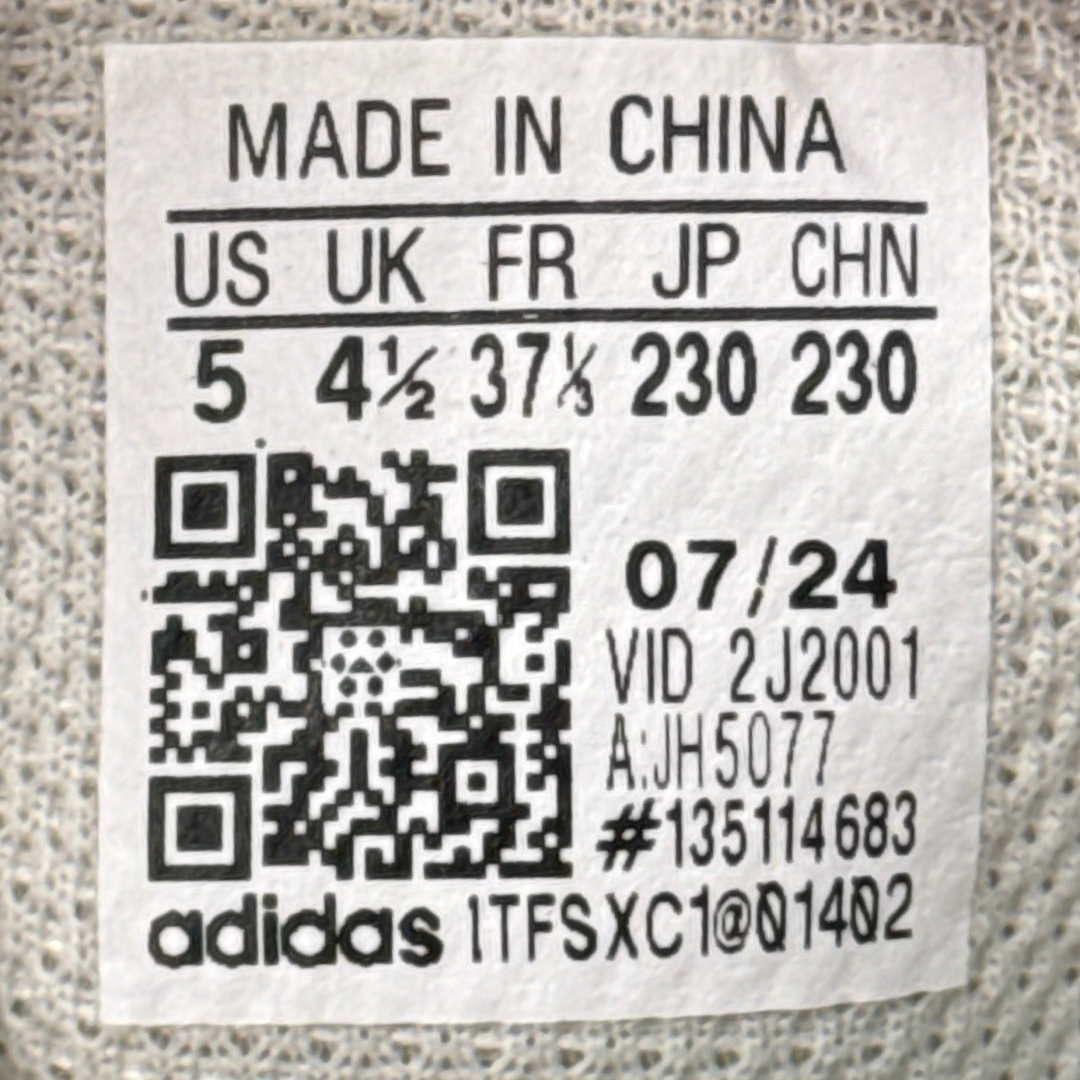 MADE IN CHINA
US UK FR JP CHN
5 4½ 37⅓ 230 230
07/24
VID 2J2001
A:JH5077
#135114683
adidas 1TFSXC1@01402